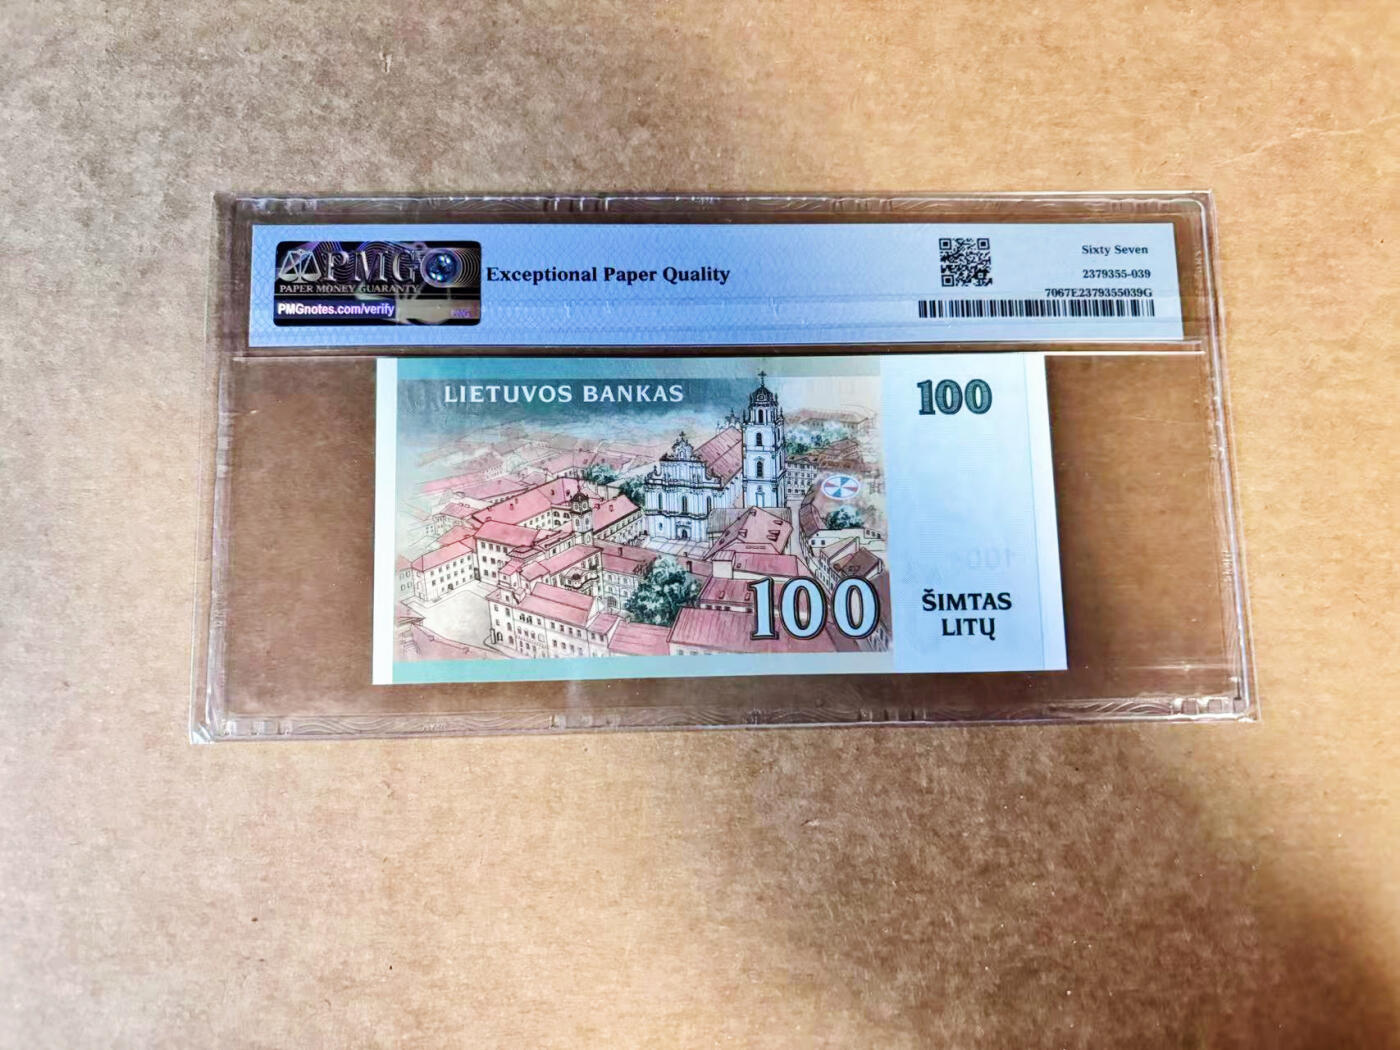 PMG
PAPER MONEY GUARANTY
PMGnotes.com/verify
Exceptional Paper Quality
Sixty Seven
2379355-039
7067E2379355039G
LIETUVOS BANKAS
100
100
ŠIMTAS
LITŲ